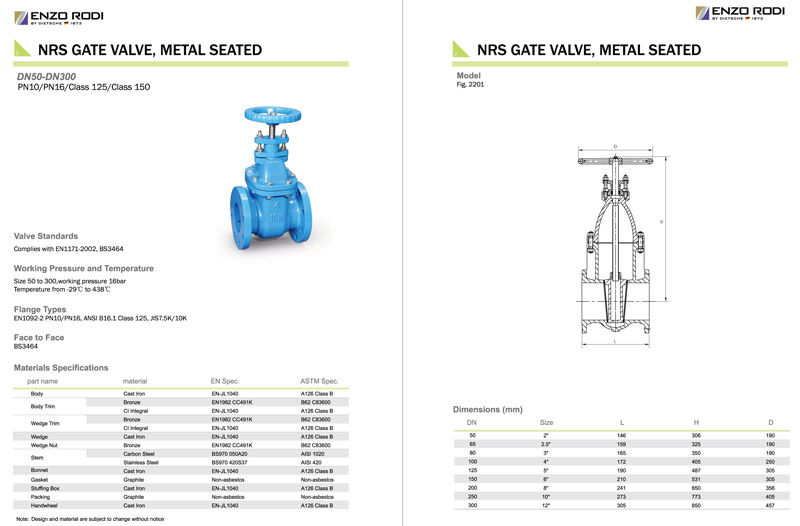 ENZO RODI
BY DIETSCHE 1873
NRS GATE VALVE, METAL SEATED
DN50-DN300
PN10/PN16/Class 125/Class 150
Valve Standards
Complies with EN1171-2002, BS3464
Working Pressure and Temperature
Size 50 to 300,working pressure 16bar
Temperature from -29℃ to 438℃
Flange Types
EN1092-2 PN10/PN16, ANSI B16.1 Class 125, JIS7.5K/10K
Face to Face
BS3464
Materials Specifications
part name material EN Spec. ASTM Spec.
Body Cast Iron EN-JL1040 A126 Class B
Body Trim Bronze EN1982 CC491K B62 C83600
CI Integral EN-JL1040 A126 Class B
Wedge Trim Bronze EN1982 CC491K B62 C83600
CI Integral EN-JL1040 A126 Class B
Wedge Cast Iron EN-JL1040 A126 Class B
Wedge Nut Bronze EN1982 CC491K B62 C83600
Stem Carbon Steel BS970 050A20 AISI 1020
Stainless Steel BS970 420S37 AISI 420
Bonnet Cast Iron EN-JL1040 A126 Class B
Gasket Graphite Non-asbestos Non-asbestos
Stuffing Box Cast Iron EN-JL1040 A126 Class B
Packing Graphite Non-asbestos Non-asbestos
Handwheel Cast Iron EN-JL1040 A126 Class B
Note: Design and material are subject to change without notice
ENZO RODI
BY DIETSCHE 1873
NRS GATE VALVE, METAL SEATED
Model
Fig. 2201
D
H
L
Dimensions (mm)
DN Size L H D
50 2" 146 306 190
65 2.5" 159 325 190
80 3" 165 350 190
100 4" 172 405 250
125 5" 190 487 305
150 6" 210 531 305
200 8" 241 650 356
250 10" 273 773 405
300 12" 305 850 457